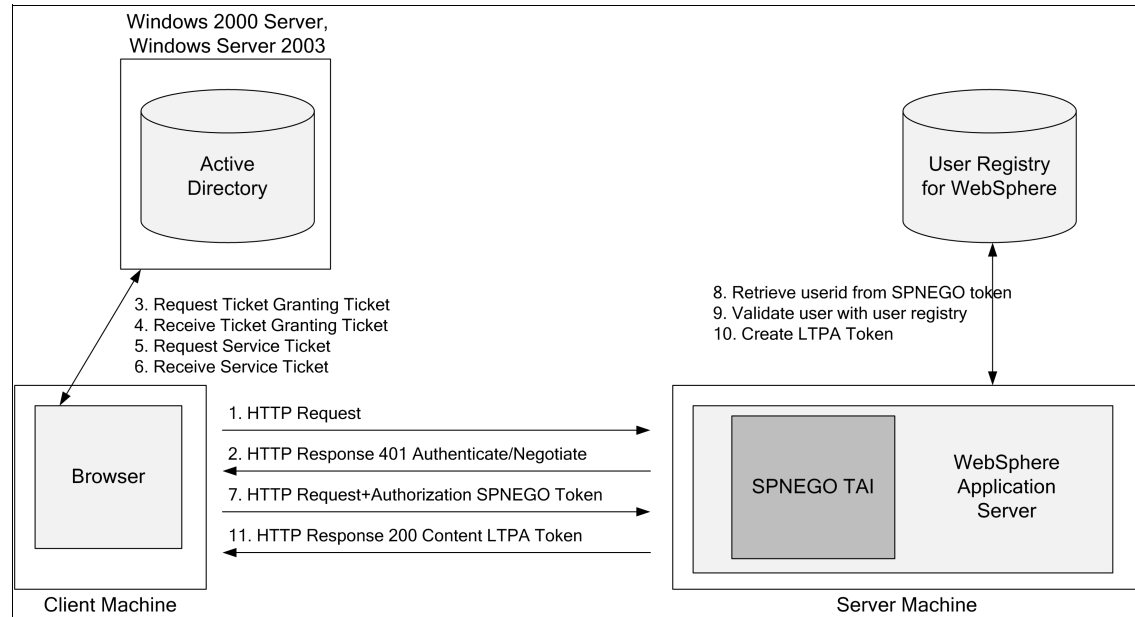 Windows 2000 Server,
Windows Server 2003
Active
Directory
User Registry
for WebSphere
3. Request Ticket Granting Ticket
4. Receive Ticket Granting Ticket
5. Request Service Ticket
6. Receive Service Ticket
8. Retrieve userid from SPNEGO token
9. Validate user with user registry
10. Create LTPA Token
Browser
1. HTTP Request
2. HTTP Response 401 Authenticate/Negotiate
7. HTTP Request+Authorization SPNEGO Token
11. HTTP Response 200 Content LTPA Token
SPNEGO TAI
WebSphere
Application
Server
Client Machine
Server Machine